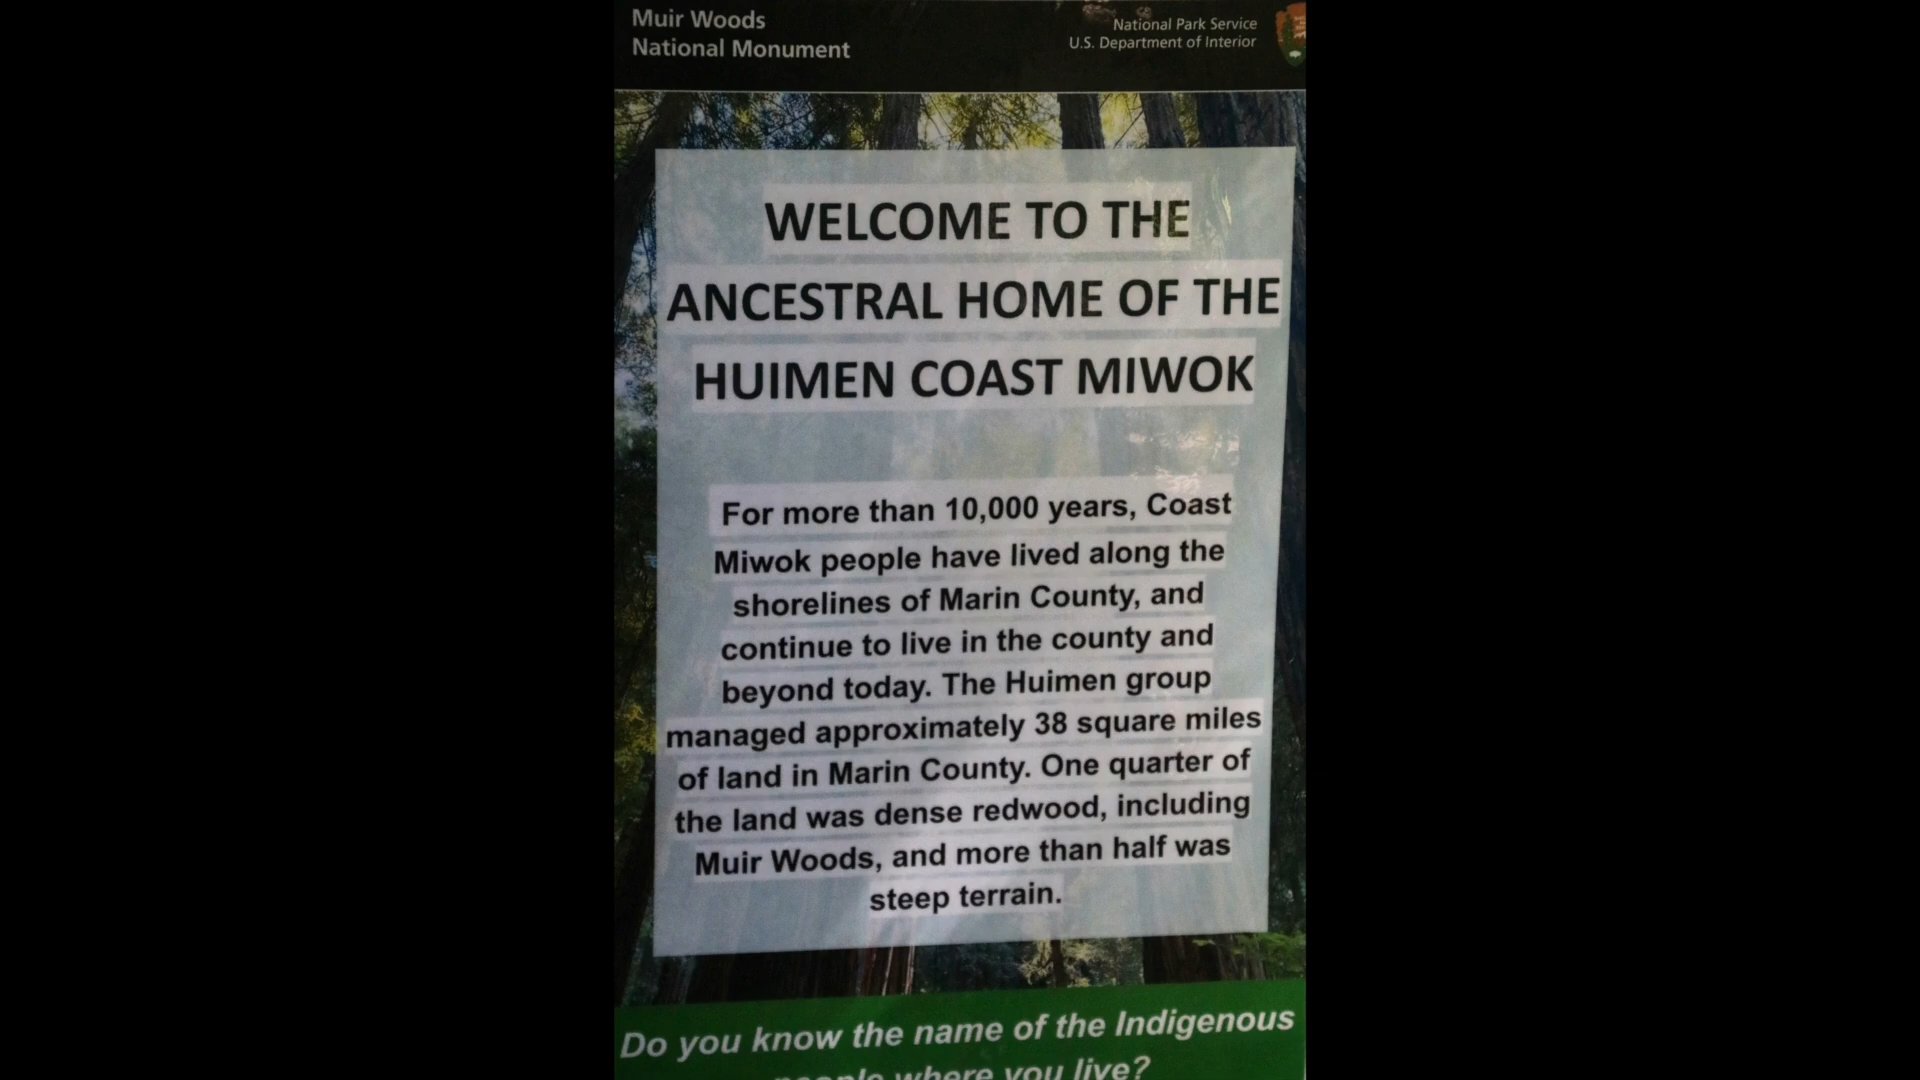 Muir Woods
National Monument
National Park Service
U.S. Department of Interior
WELCOME TO THE
ANCESTRAL HOME OF THE
HUIMEN COAST MIWOK
For more than 10,000 years, Coast
Miwok people have lived along the
shorelines of Marin County, and
continue to live in the county and
beyond today. The Huimen group
managed approximately 38 square miles
of land in Marin County. One quarter of
the land was dense redwood, including
Muir Woods, and more than half was
steep terrain.
Do you know the name of the Indigenous
people where you live?